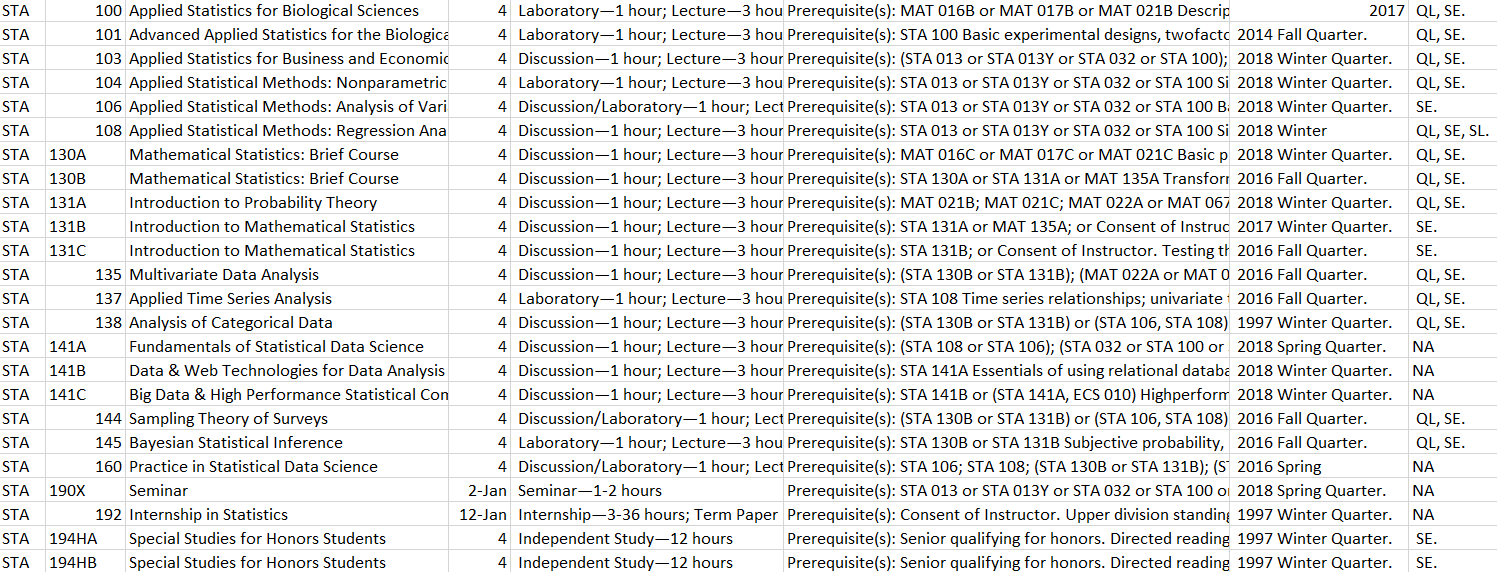 STA 100 Applied Statistics for Biological Sciences 4 Laboratory—1 hour; Lecture—3 hou Prerequisite(s): MAT 016B or MAT 017B or MAT 021B Descrip 2017 QL, SE.
STA 101 Advanced Applied Statistics for the Biologica 4 Laboratory—1 hour; Lecture—3 hou Prerequisite(s): STA 100 Basic experimental designs, twofacto 2014 Fall Quarter. QL, SE.
STA 103 Applied Statistics for Business and Economic 4 Discussion—1 hour; Lecture—3 hour Prerequisite(s): (STA 013 or STA 013Y or STA 032 or STA 100); 2018 Winter Quarter. QL, SE.
STA 104 Applied Statistical Methods: Nonparametric 4 Laboratory—1 hour; Lecture—3 hou Prerequisite(s): STA 013 or STA 013Y or STA 032 or STA 100 Si 2018 Winter Quarter. QL, SE.
STA 106 Applied Statistical Methods: Analysis of Vari 4 Discussion/Laboratory—1 hour; Lect Prerequisite(s): STA 013 or STA 013Y or STA 032 or STA 100 Ba 2018 Winter Quarter. SE.
STA 108 Applied Statistical Methods: Regression Ana 4 Discussion—1 hour; Lecture—3 hour Prerequisite(s): STA 013 or STA 013Y or STA 032 or STA 100 Si 2018 Winter QL, SE, SL.
STA 130A Mathematical Statistics: Brief Course 4 Discussion—1 hour; Lecture—3 hour Prerequisite(s): MAT 016C or MAT 017C or MAT 021C Basic p 2018 Winter Quarter. QL, SE.
STA 130B Mathematical Statistics: Brief Course 4 Discussion—1 hour; Lecture—3 hour Prerequisite(s): STA 130A or STA 131A or MAT 135A Transforn 2016 Fall Quarter. QL, SE.
STA 131A Introduction to Probability Theory 4 Discussion—1 hour; Lecture—3 hour Prerequisite(s): MAT 021B; MAT 021C; MAT 022A or MAT 067 2018 Winter Quarter. QL, SE.
STA 131B Introduction to Mathematical Statistics 4 Discussion—1 hour; Lecture—3 hour Prerequisite(s): STA 131A or MAT 135A; or Consent of Instruc 2017 Winter Quarter. SE.
STA 131C Introduction to Mathematical Statistics 4 Discussion—1 hour; Lecture—3 hour Prerequisite(s): STA 131B; or Consent of Instructor. Testing th 2016 Fall Quarter. SE.
STA 135 Multivariate Data Analysis 4 Discussion—1 hour; Lecture—3 hour Prerequisite(s): (STA 130B or STA 131B); (MAT 022A or MAT 0 2016 Fall Quarter. QL, SE.
STA 137 Applied Time Series Analysis 4 Laboratory—1 hour; Lecture—3 hou Prerequisite(s): STA 108 Time series relationships; univariate 2016 Fall Quarter. QL, SE.
STA 138 Analysis of Categorical Data 4 Discussion—1 hour; Lecture—3 hour Prerequisite(s): (STA 130B or STA 131B) or (STA 106, STA 108) 1997 Winter Quarter. QL, SE.
STA 141A Fundamentals of Statistical Data Science 4 Discussion—1 hour; Lecture—3 hour Prerequisite(s): (STA 108 or STA 106); (STA 032 or STA 100 or 2018 Spring Quarter. NA
STA 141B Data & Web Technologies for Data Analysis 4 Discussion—1 hour; Lecture—3 hour Prerequisite(s): STA 141A Essentials of using relational databa 2018 Winter Quarter. NA
STA 141C Big Data & High Performance Statistical Con 4 Discussion—1 hour; Lecture—3 hour Prerequisite(s): STA 141B or (STA 141A, ECS 010) Highperform 2018 Winter Quarter. NA
STA 144 Sampling Theory of Surveys 4 Discussion/Laboratory—1 hour; Lect Prerequisite(s): (STA 130B or STA 131B) or (STA 106, STA 108) 2016 Fall Quarter. QL, SE.
STA 145 Bayesian Statistical Inference 4 Laboratory—1 hour; Lecture—3 hou Prerequisite(s): STA 130B or STA 131B Subjective probability, 2016 Fall Quarter. QL, SE.
STA 160 Practice in Statistical Data Science 4 Discussion/Laboratory—1 hour; Lect Prerequisite(s): STA 106; STA 108; (STA 130B or STA 131B); (ST 2016 Spring NA
STA 190X Seminar 2-Jan Seminar—1-2 hours Prerequisite(s): STA 013 or STA 013Y or STA 032 or STA 100 or 2018 Spring Quarter. NA
STA 192 Internship in Statistics 12-Jan Internship—3-36 hours; Term Paper Prerequisite(s): Consent of Instructor. Upper division standing 1997 Winter Quarter. NA
STA 194HA Special Studies for Honors Students 4 Independent Study—12 hours Prerequisite(s): Senior qualifying for honors. Directed reading 1997 Winter Quarter. SE.
STA 194HB Special Studies for Honors Students 4 Independent Study—12 hours Prerequisite(s): Senior qualifying for honors. Directed reading 1997 Winter Quarter. SE.